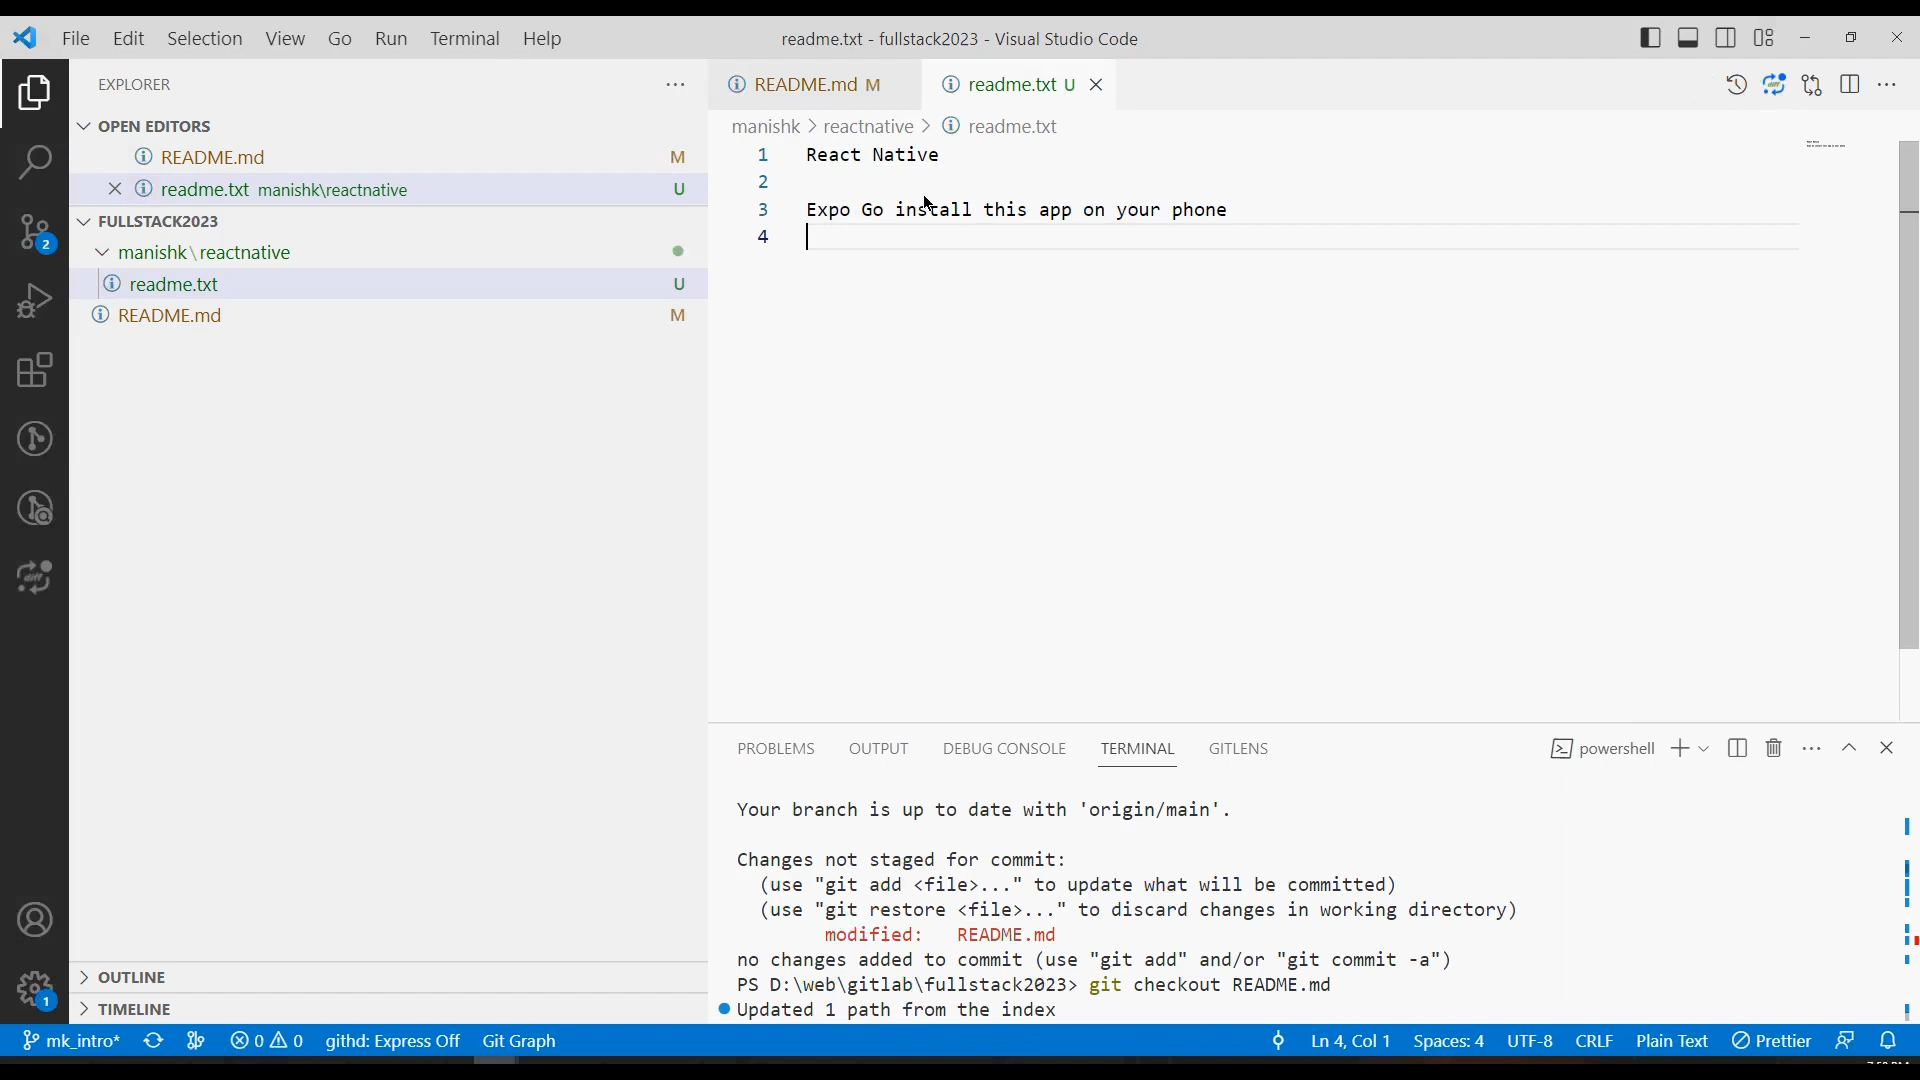 File Edit Selection View Go Run Terminal Help
readme.txt - fullstack2023 - Visual Studio Code
EXPLORER
OPEN EDITORS
README.md M
readme.txt manishk\reactnative U
FULLSTACK2023
manishk\reactnative
readme.txt U
README.md M
OUTLINE
TIMELINE
2
1
README.md M
readme.txt U
manishk > reactnative > readme.txt
1 React Native
2
3 Expo Go install this app on your phone
4
PROBLEMS OUTPUT DEBUG CONSOLE TERMINAL GITLENS
powershell
Your branch is up to date with 'origin/main'.
Changes not staged for commit:
(use "git add <file>..." to update what will be committed)
(use "git restore <file>..." to discard changes in working directory)
modified: README.md
no changes added to commit (use "git add" and/or "git commit -a")
PS D:\web\gitlab\fullstack2023> git checkout README.md
Updated 1 path from the index
mk_intro* 0 0 githd: Express Off Git Graph
Ln 4, Col 1 Spaces: 4 UTF-8 CRLF Plain Text Prettier